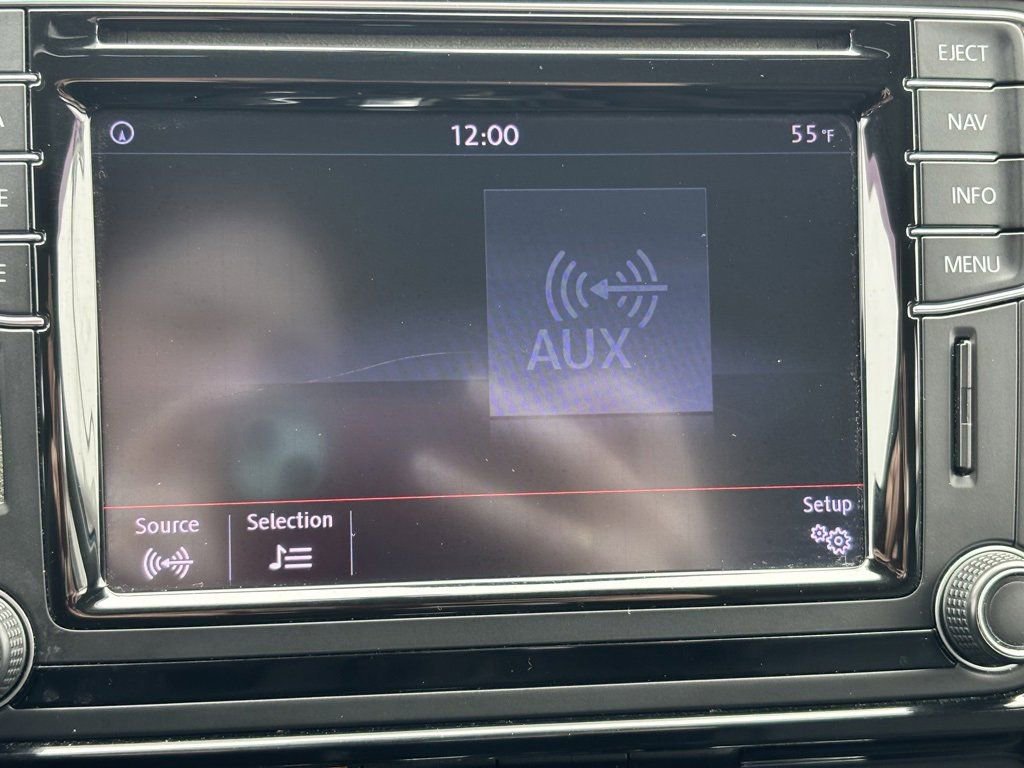 EJECT
12:00
55°F
NAV
INFO
MENU
AUX
Source
Selection
Setup